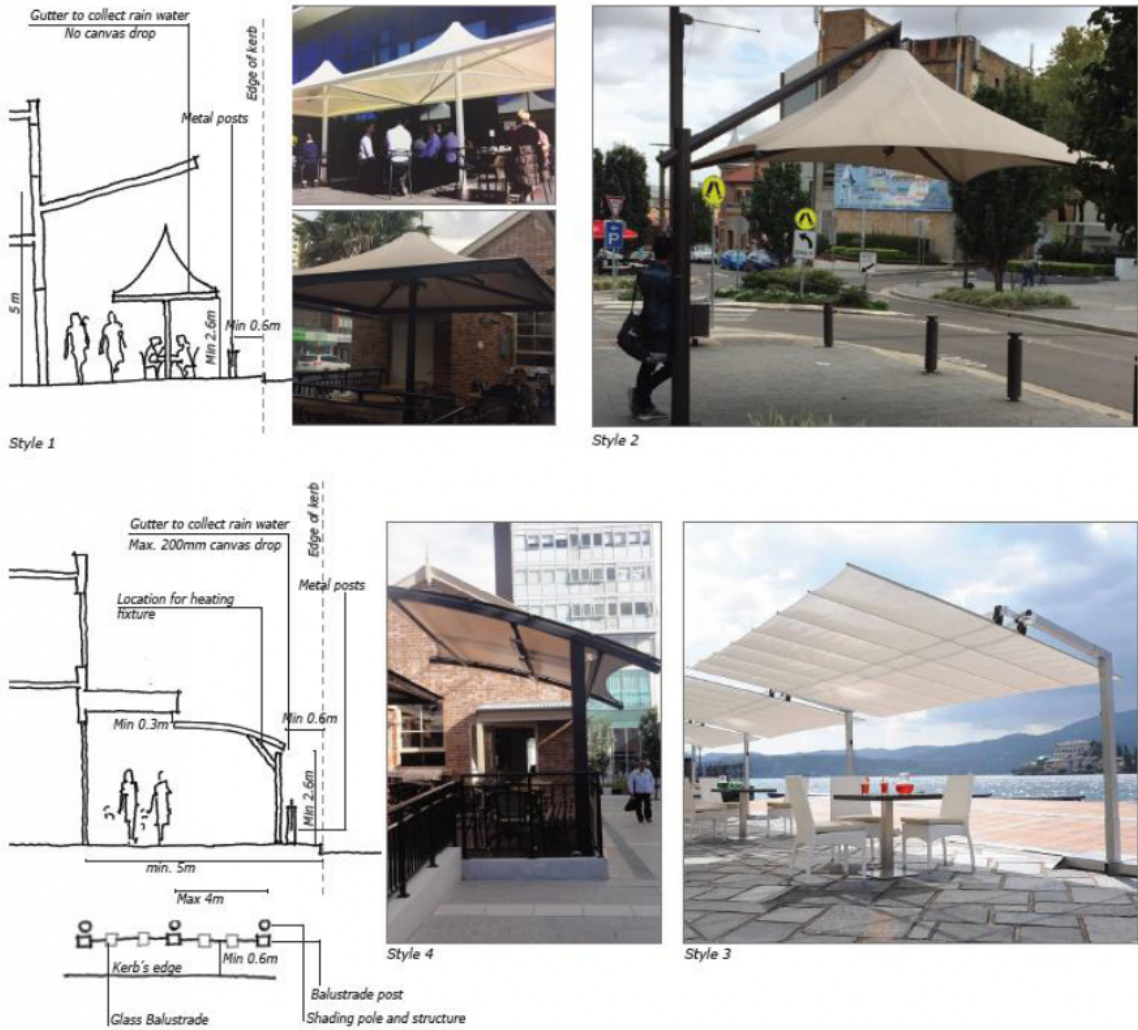 Gutter to collect rain water
No canvas drop
Edge of kerb
Metal posts
5 m
Min 2.6m
Min 0.6m
Style 1
P
Style 2
Gutter to collect rain water
Max. 200mm canvas drop
Edge of kerb
Metal posts
Location for heating
fixture
Min 0.3m
Min 0.6m
Min 2.6m
min. 5m
Max 4m
Kerb's edge
Min 0.6m
Balustrade post
Glass Balustrade
Shading pole and structure
Style 4
Style 3